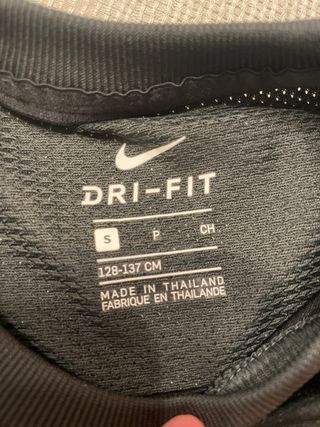 DRI-FIT
S P CH
128-137 CM
MADE IN THAILAND
FABRIQUE EN THAILANDE